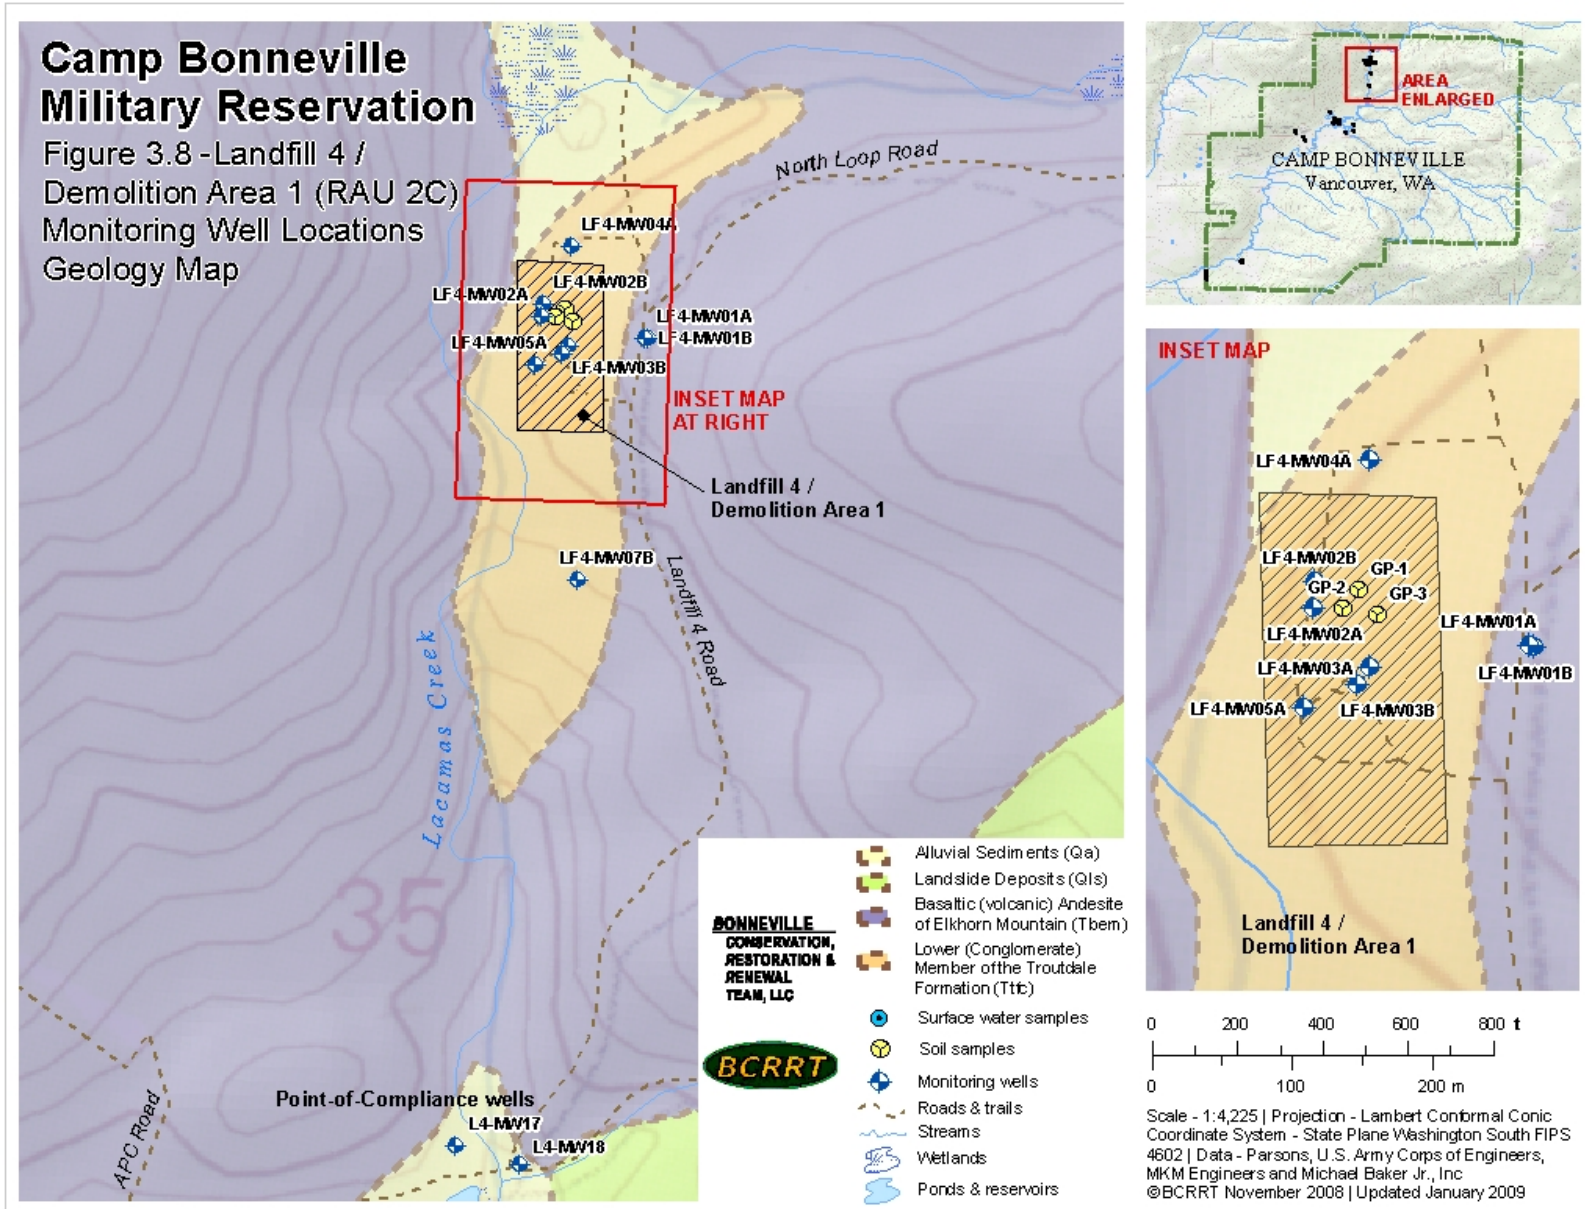 Camp Bonneville
Military Reservation
Figure 3.8 -Landfill 4 /
Demolition Area 1 (RAU 2C)
Monitoring Well Locations
Geology Map
North Loop Road
LF4-MW04A
LF4-MW02B
LF4-MW02A
LF4-MW01A
LF4-MW01B
LF4-MW05A
LF4-MW03B
INSET MAP
AT RIGHT
Landfill 4 /
Demolition Area 1
LF4-MW07B
Landfill 4 Road
Lacamas Creek
35
Point-of-Compliance wells
L4-MW17
L4-MW18
APC Road
AREA
ENLARGED
CAMP BONNEVILLE
Vancouver, WA
INSET MAP
LF4-MW04A
LF4-MW02B
GP-1
GP-2
GP-3
LF4-MW02A
LF4-MW01A
LF4-MW03A
LF4-MW01B
LF4-MW05A
LF4-MW03B
Landfill 4 /
Demolition Area 1
BONNEVILLE
CONSERVATION,
RESTORATION &
RENEWAL
TEAM, LLC
BCRRT
Alluvial Sediments (Qa)
Landslide Deposits (Qls)
Basaltic (volcanic) Andesite
of Elkhorn Mountain (Tbem)
Lower (Conglomerate)
Member of the Troutdale
Formation (Ttfc)
Surface water samples
Soil samples
Monitoring wells
Roads & trails
Streams
Wetlands
Ponds & reservoirs
0 200 400 600 800 t
0 100 200 m
Scale - 1:4,225 | Projection - Lambert Conformal Conic
Coordinate System - State Plane Washington South FIPS
4602 | Data - Parsons, U.S. Army Corps of Engineers,
MKM Engineers and Michael Baker Jr., Inc
©BCRRT November 2008 | Updated January 2009